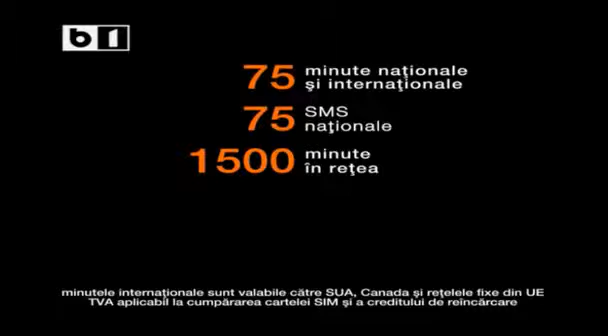 b1
75 minute naţionale
şi internaţionale
75 SMS
naţionale
1500 minute
în reţea
minutele internaţionale sunt valabile către SUA, Canada şi reţelele fixe din UE
TVA aplicabil la cumpărarea cartelei SIM şi a creditului de reîncărcare